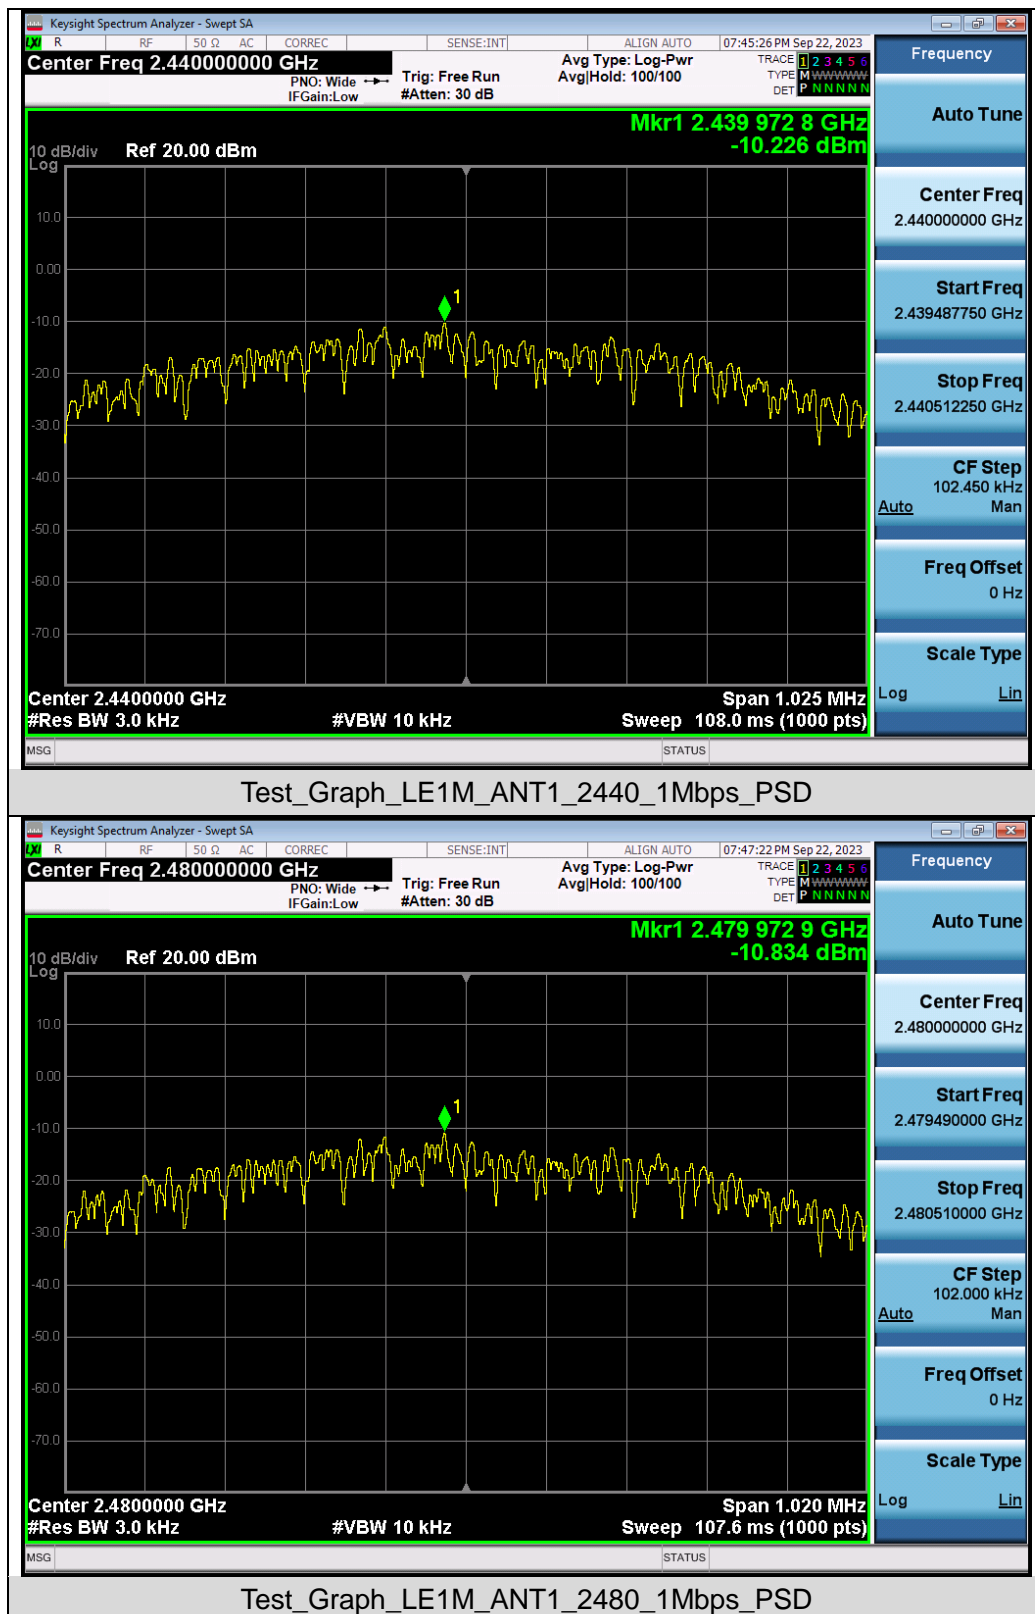 Keysight Spectrum Analyzer - Swept SA
LXI R RF 50 Ω AC CORREC SENSE:INT ALIGN AUTO 07:45:26 PM Sep 22, 2023
Center Freq 2.440000000 GHz
PNO: Wide
IFGain:Low
Trig: Free Run
#Atten: 30 dB
Avg Type: Log-Pwr
Avg|Hold: 100/100
TRACE 1 2 3 4 5 6
TYPE M W W W W W
DET P N N N N N
Mkr1 2.439 972 8 GHz
-10.226 dBm
10 dB/div Ref 20.00 dBm
Log
10.0
0.00
-10.0
-20.0
-30.0
-40.0
-50.0
-60.0
-70.0
1
Center 2.4400000 GHz Span 1.025 MHz
#Res BW 3.0 kHz #VBW 10 kHz Sweep 108.0 ms (1000 pts)
MSG STATUS
Frequency
Auto Tune
Center Freq
2.440000000 GHz
Start Freq
2.439487750 GHz
Stop Freq
2.440512250 GHz
CF Step
102.450 kHz
Auto Man
Freq Offset
0 Hz
Scale Type
Log Lin
Test_Graph_LE1M_ANT1_2440_1Mbps_PSD
Keysight Spectrum Analyzer - Swept SA
LXI R RF 50 Ω AC CORREC SENSE:INT ALIGN AUTO 07:47:22 PM Sep 22, 2023
Center Freq 2.480000000 GHz
PNO: Wide
IFGain:Low
Trig: Free Run
#Atten: 30 dB
Avg Type: Log-Pwr
Avg|Hold: 100/100
TRACE 1 2 3 4 5 6
TYPE M W W W W W
DET P N N N N N
Mkr1 2.479 972 9 GHz
-10.834 dBm
10 dB/div Ref 20.00 dBm
Log
10.0
0.00
-10.0
-20.0
-30.0
-40.0
-50.0
-60.0
-70.0
1
Center 2.4800000 GHz Span 1.020 MHz
#Res BW 3.0 kHz #VBW 10 kHz Sweep 107.6 ms (1000 pts)
MSG STATUS
Frequency
Auto Tune
Center Freq
2.480000000 GHz
Start Freq
2.479490000 GHz
Stop Freq
2.480510000 GHz
CF Step
102.000 kHz
Auto Man
Freq Offset
0 Hz
Scale Type
Log Lin
Test_Graph_LE1M_ANT1_2480_1Mbps_PSD